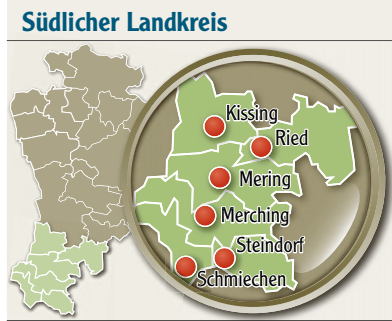 Südlicher Landkreis
Kissing
Ried
Mering
Merching
Steindorf
Schmiechen